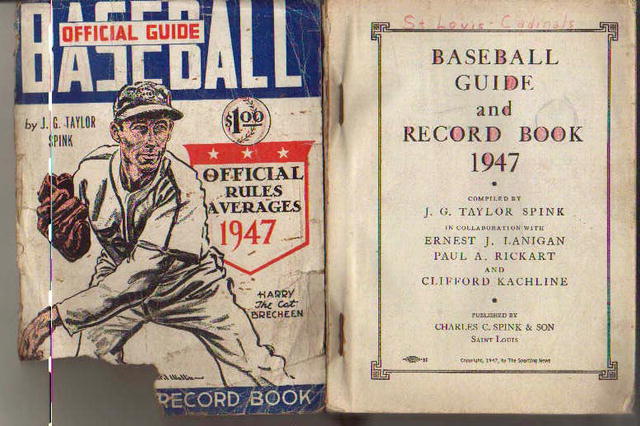 BASEBALL
OFFICIAL GUIDE
by J. G. TAYLOR
SPINK
$1.00
OFFICIAL
RULES
AVERAGES
1947
HARRY
"The Cat"
BRECHEEN
RECORD BOOK
St Louis Cadinals
BASEBALL
GUIDE
and
RECORD BOOK
1947
COMPILED BY
J. G. TAYLOR SPINK
IN COLLABORATION WITH
ERNEST J. LANIGAN
PAUL A. RICKART
AND
CLIFFORD KACHLINE
PUBLISHED BY
CHARLES C. SPINK & SON
SAINT LOUIS
Copyright, 1947, by The Sporting News